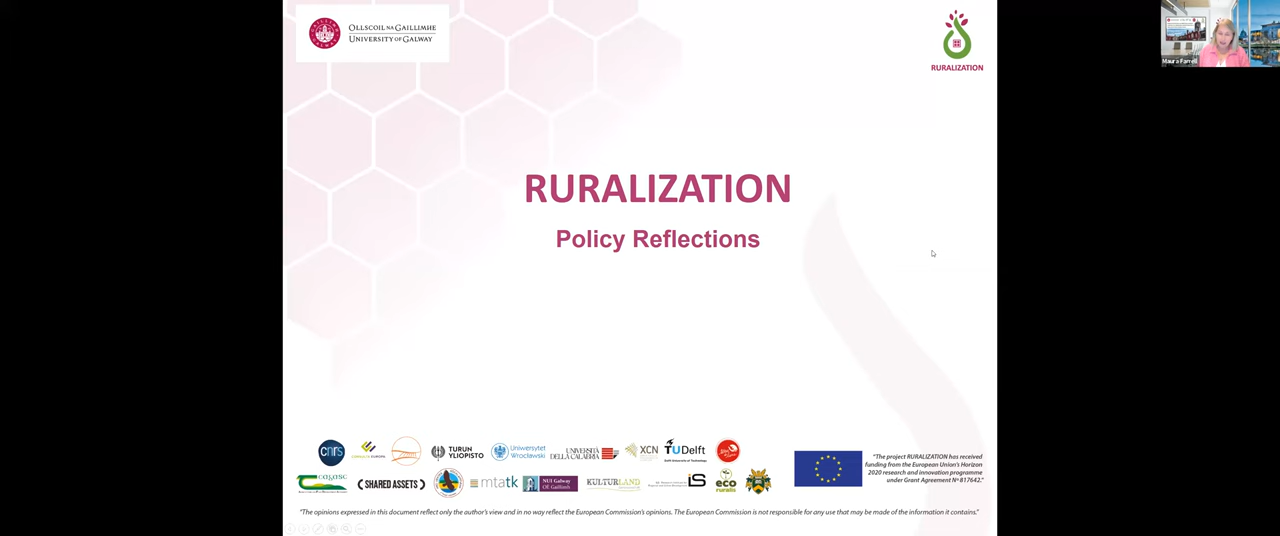 OLLSCOIL NA GAILLIMHE
UNIVERSITY OF GALWAY
RURALIZATION
Maura Farrell
RURALIZATION
Policy Reflections
cnrs
TURUN YLIOPISTO
Uniwersytet Wrocławski
UNIVERSITÀ DELLA CALABRIA
XCN
TUDelft
teagasc
SHARED ASSETS
mtatk
NUI Galway
OÉ Gaillimh
KULTURLAND
iS
eco
ruralis
"The project RURALIZATION has received
funding from the European Union's Horizon
2020 research and innovation programme
under Grant Agreement Nº 817642."
"The opinions expressed in this document reflect only the author's view and in no way reflect the European Commission's opinions. The European Commission is not responsible for any use that may be made of the information it contains."